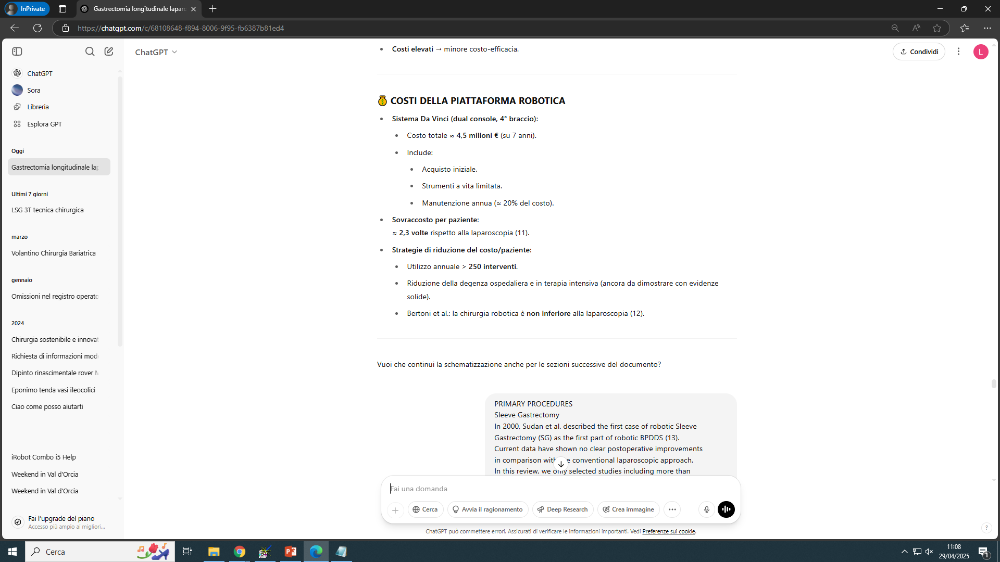 InPrivate
Gastrectomia longitudinale laparo
https://chatgpt.com/c/68108648-f894-8006-9f95-fb6387b81ed4
ChatGPT
Sora
Libreria
Esplora GPT
Oggi
Gastrectomia longitudinale lap
Ultimi 7 giorni
LSG 3T tecnica chirurgica
marzo
Volantino Chirurgia Bariatrica
gennaio
Omissioni nel registro operato
2024
Chirurgia sostenibile e innovat
Richiesta di informazioni mode
Dipinto rinascimentale rover M
Eponimo tenda vasi ileocolici
Ciao come posso aiutarti
iRobot Combo i5 Help
Weekend in Val d'Orcia
Weekend in Val d'Orcia
Fai l'upgrade del piano
Accesso più ampio ai migliori...
ChatGPT
Condividi
L
• Costi elevati → minore costo-efficacia.
💰 COSTI DELLA PIATTAFORMA ROBOTICA
• Sistema Da Vinci (dual console, 4° braccio):
• Costo totale ≈ 4,5 milioni € (su 7 anni).
• Include:
• Acquisto iniziale.
• Strumenti a vita limitata.
• Manutenzione annua (≈ 20% del costo).
• Sovraccosto per paziente:
≈ 2,3 volte rispetto alla laparoscopia (11).
• Strategie di riduzione del costo/paziente:
• Utilizzo annuale > 250 interventi.
• Riduzione della degenza ospedaliera e in terapia intensiva (ancora da dimostrare con evidenze
solide).
• Bertoni et al.: la chirurgia robotica è non inferiore alla laparoscopia (12).
Vuoi che continui la schematizzazione anche per le sezioni successive del documento?
PRIMARY PROCEDURES
Sleeve Gastrectomy
In 2000, Sudan et al. described the first case of robotic Sleeve
Gastrectomy (SG) as the first part of robotic BPDDS (13).
Current data have shown no clear postoperative improvements
in comparison with the conventional laparoscopic approach.
In this review, we only selected studies including more than
Fai una domanda
Cerca
Avvia il ragionamento
Deep Research
Crea immagine
ChatGPT può commettere errori. Assicurati di verificare le informazioni importanti. Vedi Preferenze sui cookie.
?
Cerca
11:08
29/04/2025
1